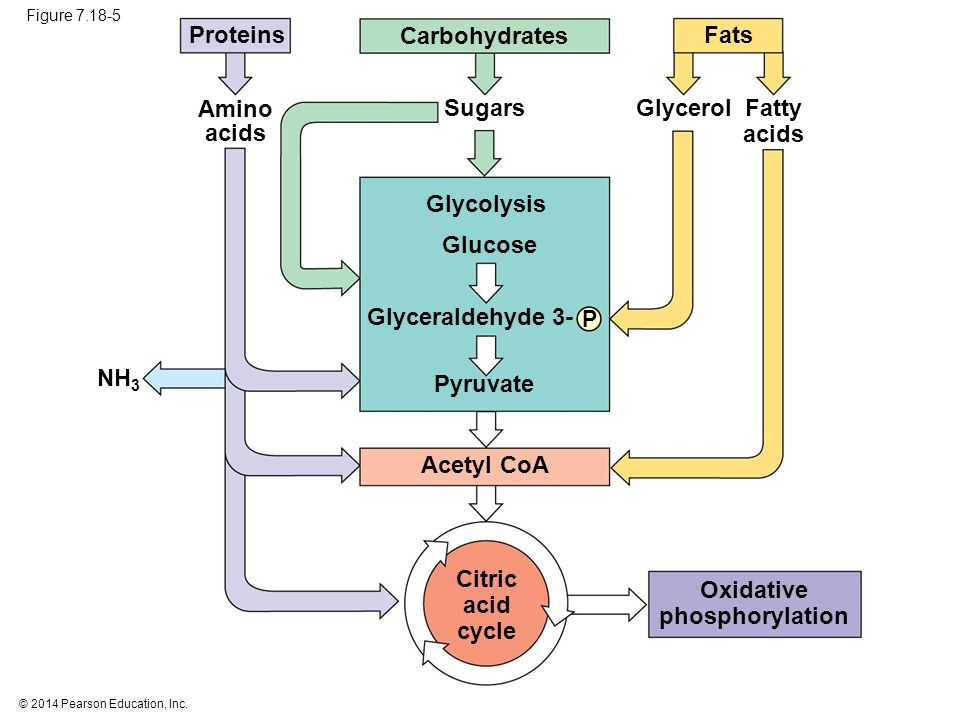 Figure 7.18-5
Proteins
Carbohydrates
Fats
Amino
acids
Sugars
Glycerol
Fatty
acids
Glycolysis
Glucose
Glyceraldehyde 3- P
NH3
Pyruvate
Acetyl CoA
Citric
acid
cycle
Oxidative
phosphorylation
© 2014 Pearson Education, Inc.